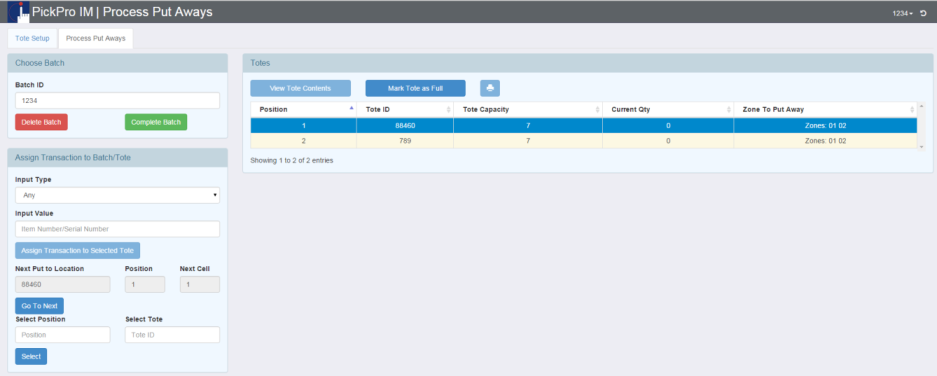 PickPro IM | Process Put Aways
1234
Tote Setup
Process Put Aways
Choose Batch
Batch ID
1234
Delete Batch
Complete Batch
Assign Transaction to Batch/Tote
Input Type
Any
Input Value
Item Number/Serial Number
Assign Transaction to Selected Tote
Next Put to Location Position Next Cell
88460 1 1
Go To Next
Select Position Select Tote
Position Tote ID
Select
Totes
View Tote Contents Mark Tote as Full
Position Tote ID Tote Capacity Current Qty Zone To Put Away
1 88460 7 0 Zones: 01 02
2 789 7 0 Zones: 01 02
Showing 1 to 2 of 2 entries